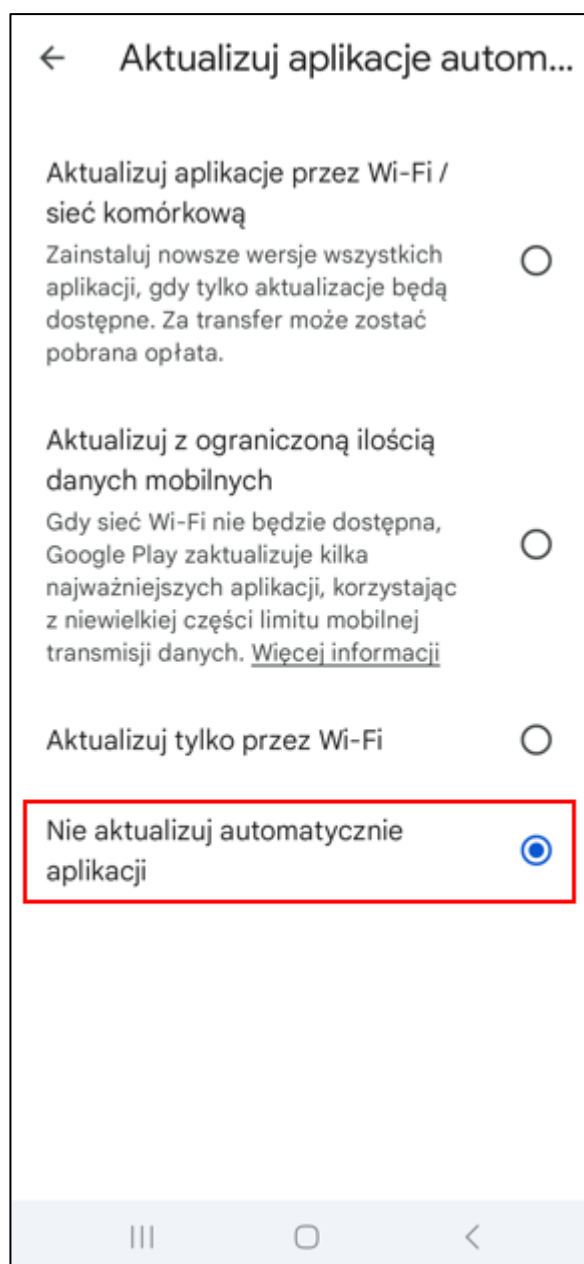 Aktualizuj aplikacje autom...
Aktualizuj aplikacje przez Wi-Fi /
sieć komórkową
Zainstaluj nowsze wersje wszystkich
aplikacji, gdy tylko aktualizacje będą
dostępne. Za transfer może zostać
pobrana opłata.
Aktualizuj z ograniczoną ilością
danych mobilnych
Gdy sieć Wi-Fi nie będzie dostępna,
Google Play zaktualizuje kilka
najważniejszych aplikacji, korzystając
z niewielkiej części limitu mobilnej
transmisji danych. Więcej informacji
Aktualizuj tylko przez Wi-Fi
Nie aktualizuj automatycznie
aplikacji